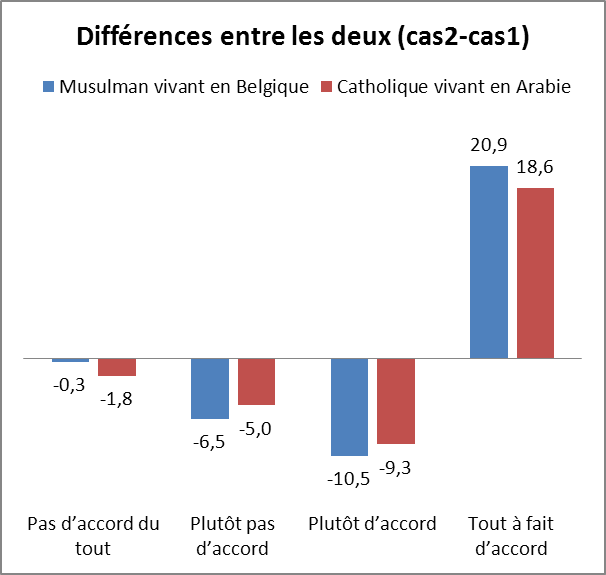 Différences entre les deux (cas2-cas1)
Musulman vivant en Belgique Catholique vivant en Arabie
20,9
18,6
-0,3
-1,8
-6,5
-5,0
-10,5
-9,3
Pas d’accord du tout
Plutôt pas d’accord
Plutôt d’accord
Tout à fait d’accord